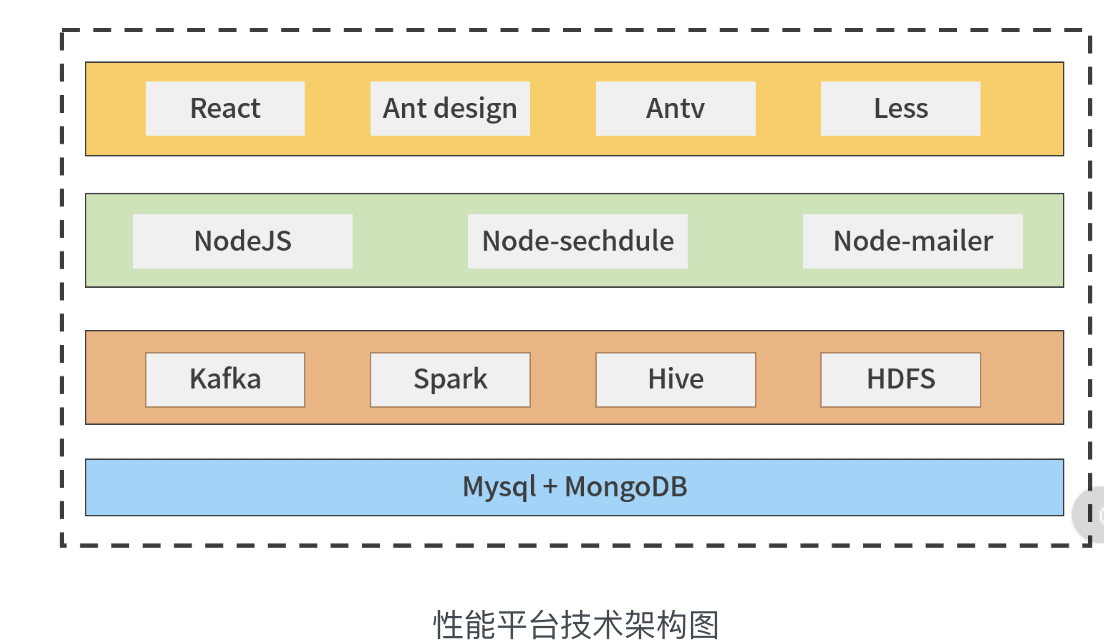 React Ant design Antv Less
NodeJS Node-sechdule Node-mailer
Kafka Spark Hive HDFS
Mysql + MongoDB
性能平台技术架构图